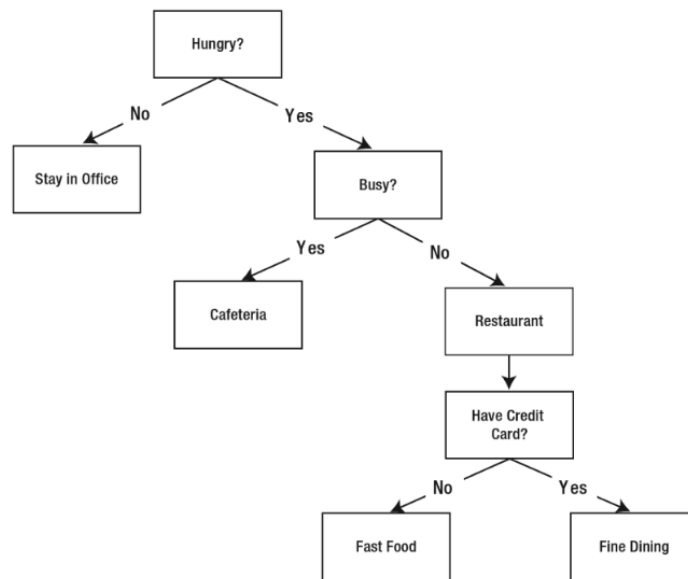 Hungry?
No
Yes
Stay in Office
Busy?
Yes
No
Cafeteria
Restaurant
Have Credit
Card?
No
Yes
Fast Food
Fine Dining